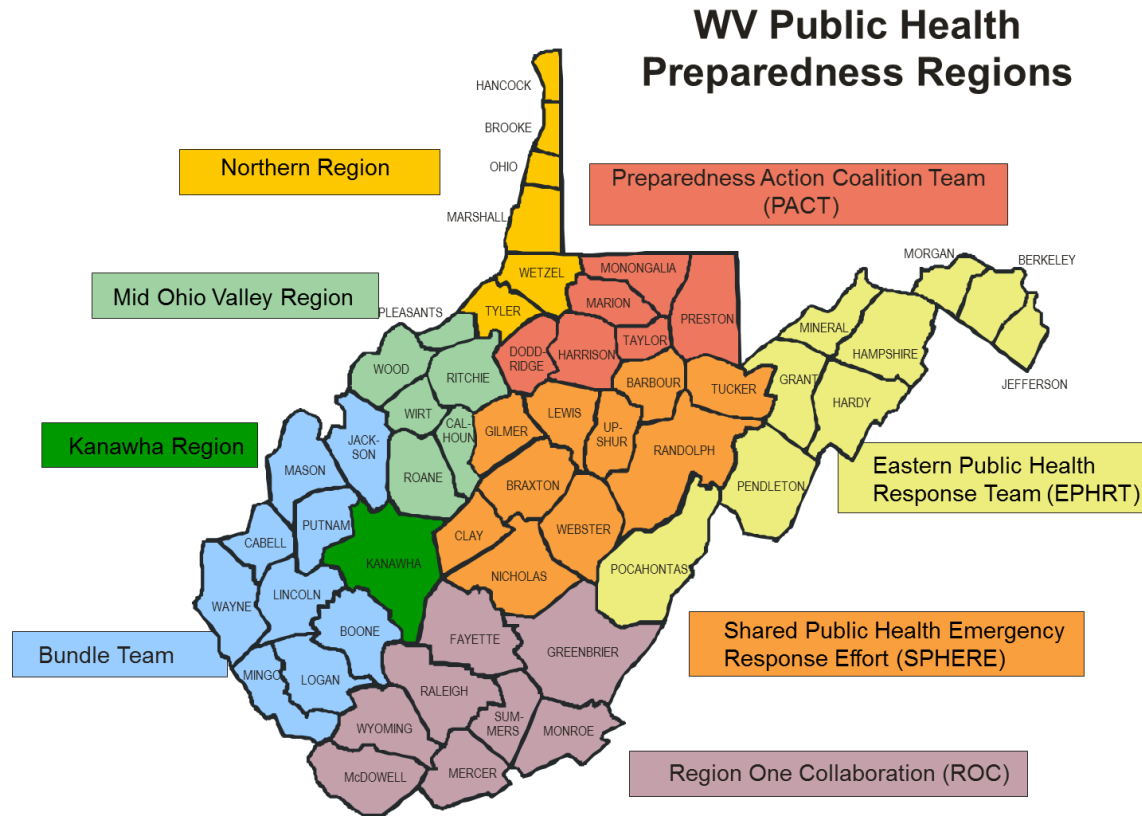 WV Public Health
Preparedness Regions
HANCOCK
BROOKE
OHIO
Northern Region
Preparedness Action Coalition Team
(PACT)
MARSHALL
MORGAN
BERKELEY
WETZEL
MONONGALIA
Mid Ohio Valley Region
PLEASANTS
TYLER
MARION
PRESTON
MINERAL
TAYLOR
HAMPSHIRE
DODD-
RIDGE
HARRISON
WOOD
RITCHIE
BARBOUR
TUCKER
GRANT
JEFFERSON
HARDY
WIRT
CAL-
HOUN
GILMER
LEWIS
UP-
SHUR
Kanawha Region
JACK-
SON
MASON
ROANE
RANDOLPH
BRAXTON
PENDLETON
Eastern Public Health
Response Team (EPHRT)
PUTNAM
CABELL
CLAY
WEBSTER
KANAWHA
NICHOLAS
POCAHONTAS
WAYNE
LINCOLN
BOONE
FAYETTE
GREENBRIER
Shared Public Health Emergency
Response Effort (SPHERE)
Bundle Team
MINGO
LOGAN
RALEIGH
WYOMING
SUM-
MERS
MONROE
McDOWELL
MERCER
Region One Collaboration (ROC)